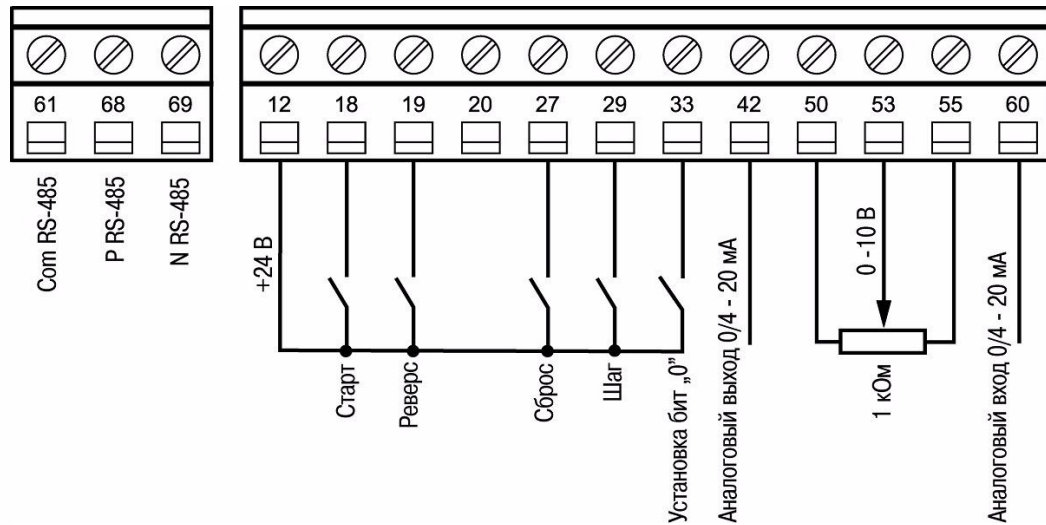 61 68 69 12 18 19 20 27 29 33 42 50 53 55 60
Com RS-485
P RS-485
N RS-485
+24 В
Старт
Реверс
Сброс
Шаг
Установка бит „0”
Аналоговый выход 0/4 - 20 мА
0 -10 В
1 кОм
Аналоговый вход 0/4 - 20 мА